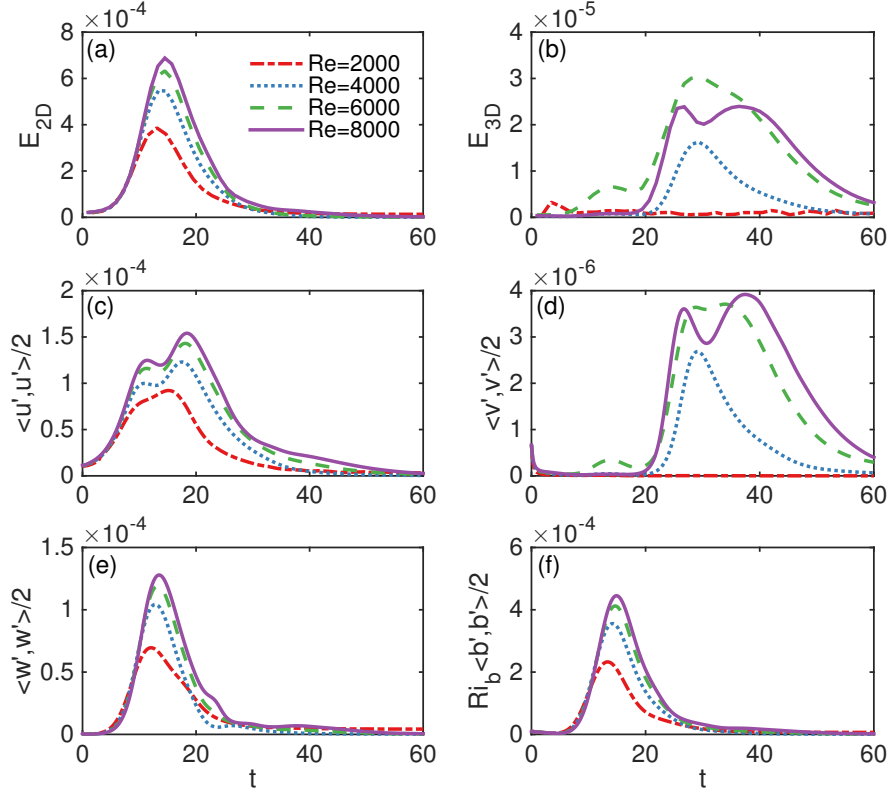 ×10⁻⁴
×10⁻⁵
(a)
(b)
8
6
4
2
0
E₂D
Re=2000
Re=4000
Re=6000
Re=8000
4
3
2
1
0
E₃D
0 20 40 60
0 20 40 60
×10⁻⁴
×10⁻⁶
(c)
(d)
2
1.5
1
0.5
0
<u',u'>/2
4
3
2
1
0
<v',v'>/2
0 20 40 60
0 20 40 60
×10⁻⁴
×10⁻⁴
(e)
(f)
1.5
1
0.5
0
<w',w'>/2
6
4
2
0
Ri_b<b',b'>/2
0 20 40 60
0 20 40 60
t
t